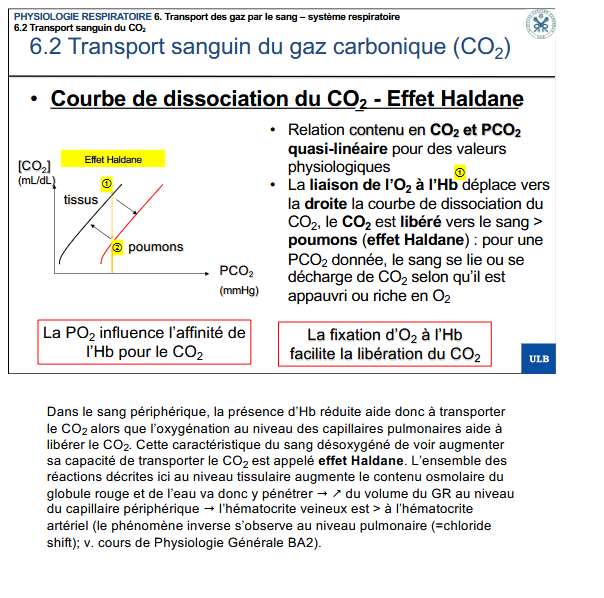 PHYSIOLOGIE RESPIRATOIRE 6. Transport des gaz par le sang – système respiratoire
6.2 Transport sanguin du CO₂
6.2 Transport sanguin du gaz carbonique (CO₂)
• Courbe de dissociation du CO₂ - Effet Haldane
Effet Haldane
[CO₂]
(mL/dL)
①
tissus
② poumons
PCO₂
(mmHg)
• Relation contenu en CO₂ et PCO₂
quasi-linéaire pour des valeurs
physiologiques
①
• La liaison de l'O₂ à l'Hb déplace vers
la droite la courbe de dissociation du
CO₂, le CO₂ est libéré vers le sang >
poumons (effet Haldane) : pour une
PCO₂ donnée, le sang se lie ou se
décharge de CO₂ selon qu'il est
appauvri ou riche en O₂
La PO₂ influence l'affinité de
l'Hb pour le CO₂
La fixation d'O₂ à l'Hb
facilite la libération du CO₂
ULB
Dans le sang périphérique, la présence d'Hb réduite aide donc à transporter
le CO₂ alors que l'oxygénation au niveau des capillaires pulmonaires aide à
libérer le CO₂. Cette caractéristique du sang désoxygéné de voir augmenter
sa capacité de transporter le CO₂ est appelé effet Haldane. L'ensemble des
réactions décrites ici au niveau tissulaire augmente le contenu osmolaire du
globule rouge et de l'eau va donc y pénétrer → ↗ du volume du GR au niveau
du capillaire périphérique → l'hématocrite veineux est > à l'hématocrite
artériel (le phénomène inverse s'observe au niveau pulmonaire (=chloride
shift); v. cours de Physiologie Générale BA2).